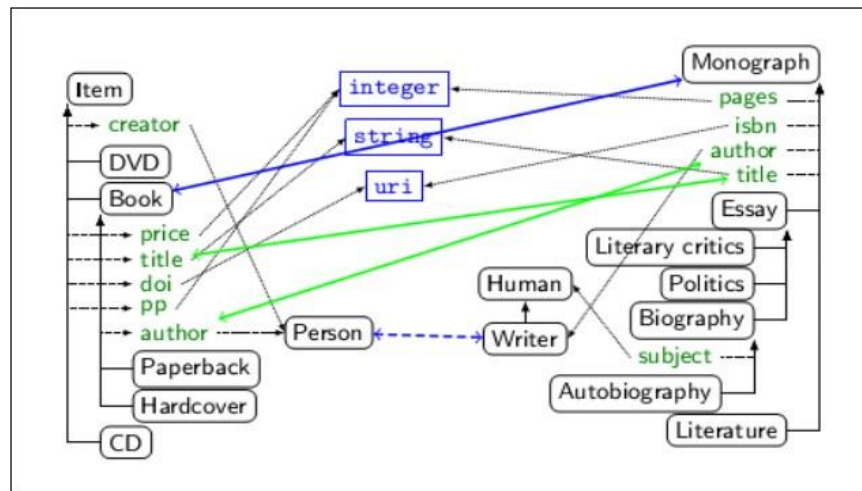 Item
creator
DVD
Book
price
title
doi
pp
author
Paperback
Hardcover
CD
integer
string
uri
Person
Human
Writer
Monograph
pages
isbn
author
title
Essay
Literary critics
Politics
Biography
subject
Autobiography
Literature